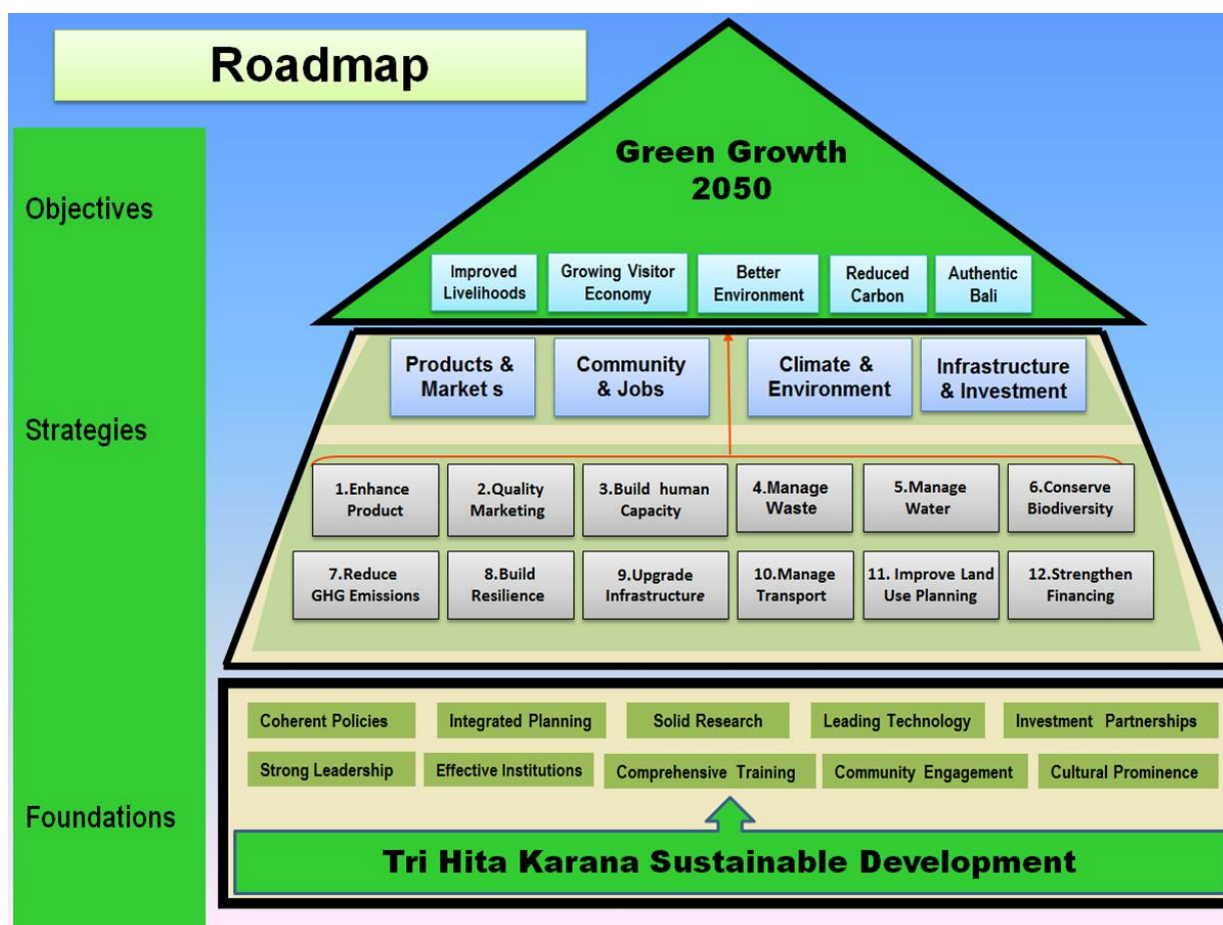 Roadmap
Objectives
Green Growth
2050
Improved
Livelihoods
Growing Visitor
Economy
Better
Environment
Reduced
Carbon
Authentic
Bali
Strategies
Products &
Market s
Community
& Jobs
Climate &
Environment
Infrastructure
& Investment
1.Enhance
Product
2.Quality
Marketing
3.Build human
Capacity
4.Manage
Waste
5.Manage
Water
6.Conserve
Biodiversity
7.Reduce
GHG Emissions
8.Build
Resilience
9.Upgrade
Infrastructure
10.Manage
Transport
11. Improve Land
Use Planning
12.Strengthen
Financing
Foundations
Coherent Policies
Integrated Planning
Solid Research
Leading Technology
Investment Partnerships
Strong Leadership
Effective Institutions
Comprehensive Training
Community Engagement
Cultural Prominence
Tri Hita Karana Sustainable Development